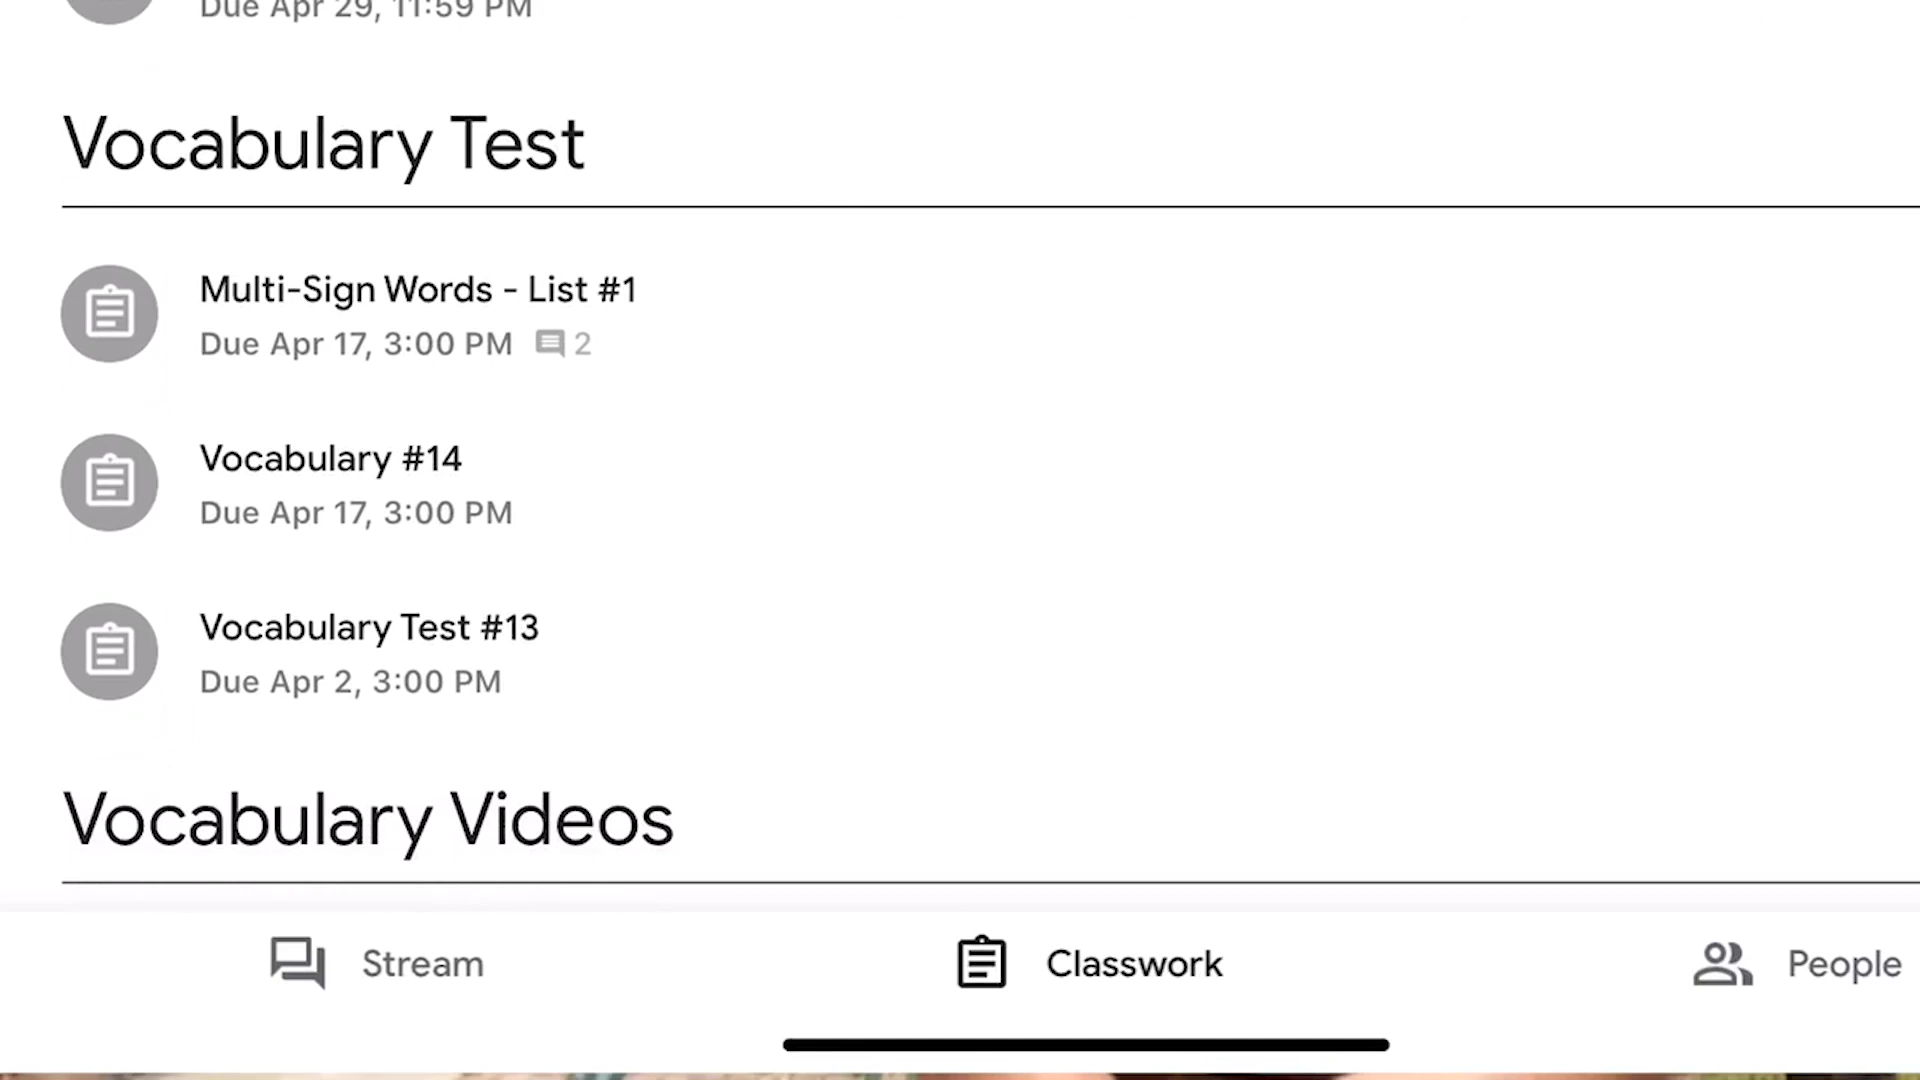 Due Apr 29, 11:59 PM
Vocabulary Test
Multi-Sign Words - List #1
Due Apr 17, 3:00 PM 2
Vocabulary #14
Due Apr 17, 3:00 PM
Vocabulary Test #13
Due Apr 2, 3:00 PM
Vocabulary Videos
Stream Classwork People